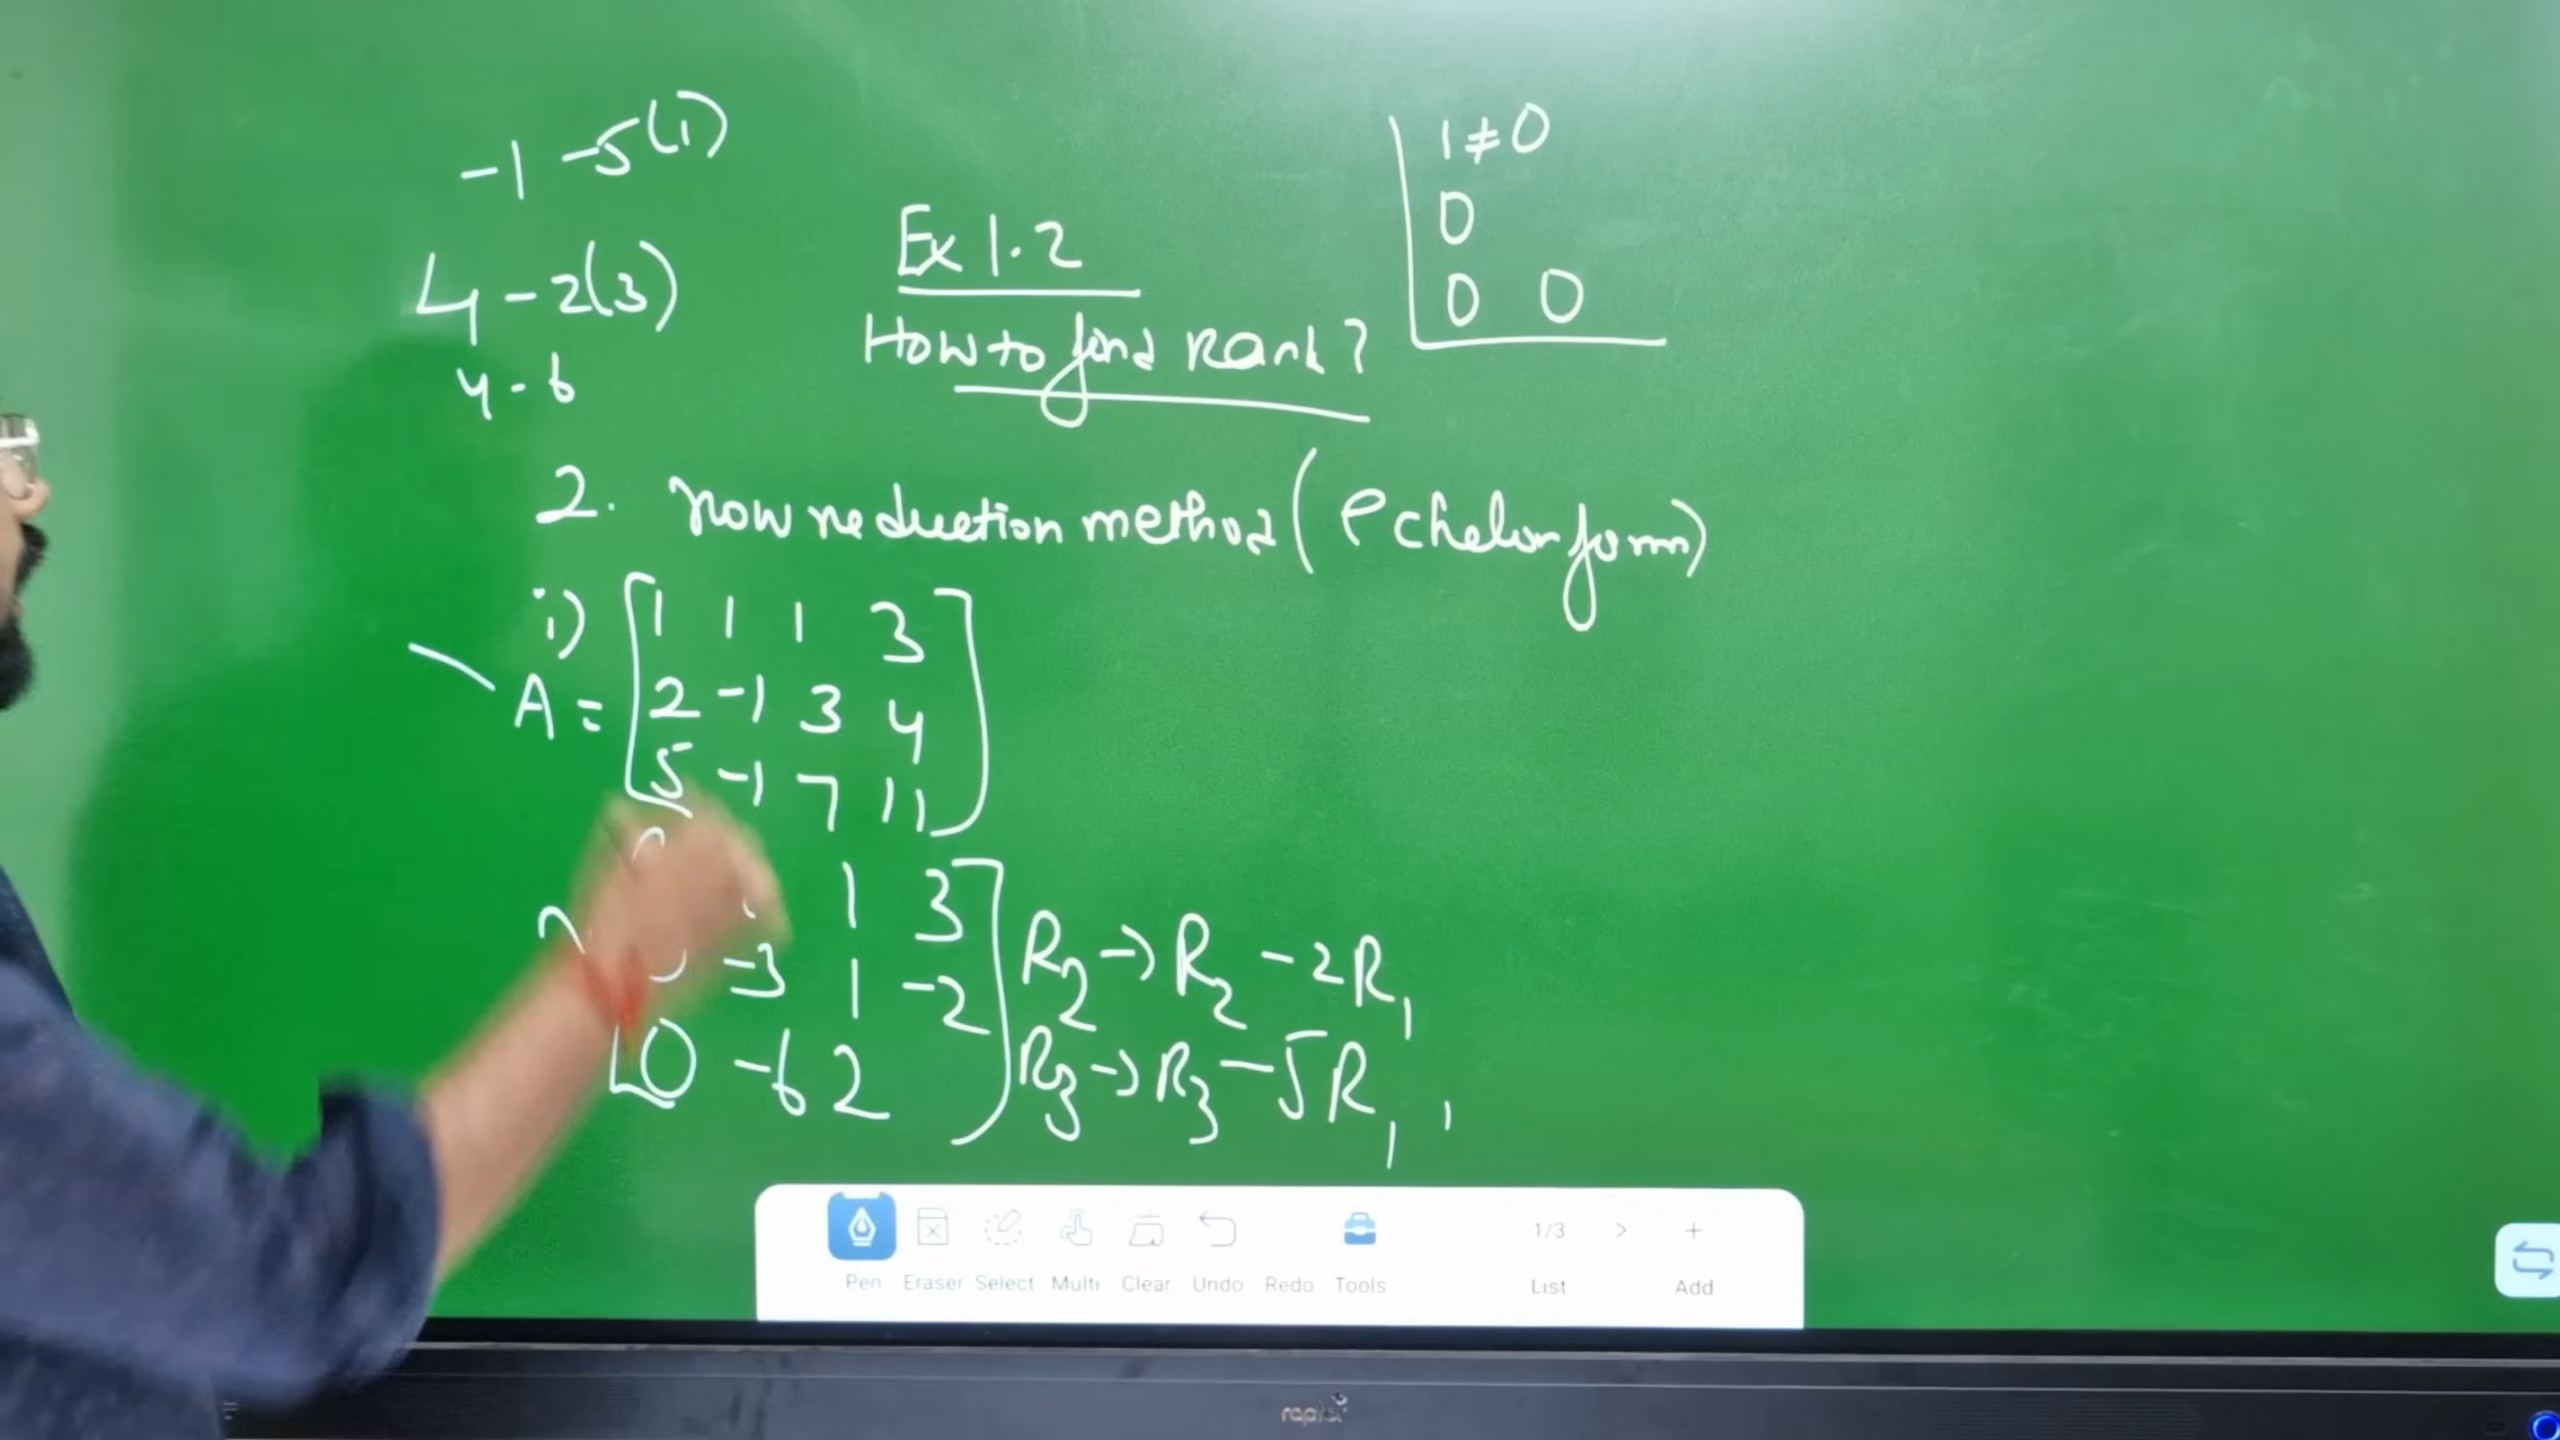 -1 -5(1)
4 - 2(3)
4 - 6
Ex 1.2
How to find Rank?
1 ≠ 0
0
0 0
2. row reduction method (echelon form)
i)
A = [1 1 1 3
2 -1 3 4
5 -1 7 11]
1 3
-3 1 -2 R2 → R2 - 2R1
0 -6 2 R3 → R3 - 5R1
Pen Eraser Select Multi Clear Undo Redo Tools 1/3 List > + Add